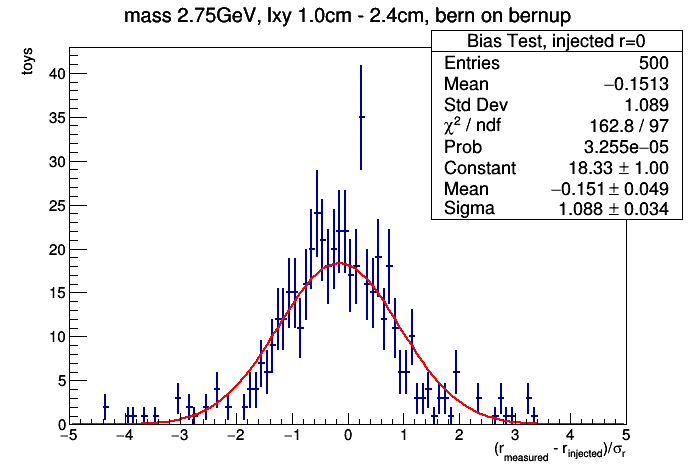 mass 2.75GeV, lxy 1.0cm - 2.4cm, bern on bernup
Bias Test, injected r=0
Entries 500
Mean −0.1513
Std Dev 1.089
χ² / ndf 162.8 / 97
Prob 3.255e−05
Constant 18.33 ± 1.00
Mean −0.151 ± 0.049
Sigma 1.088 ± 0.034
toys
40
35
30
25
20
15
10
5
0
−5 −4 −3 −2 −1 0 1 2 3 4 5
(r_measured - r_injected)/σ_r